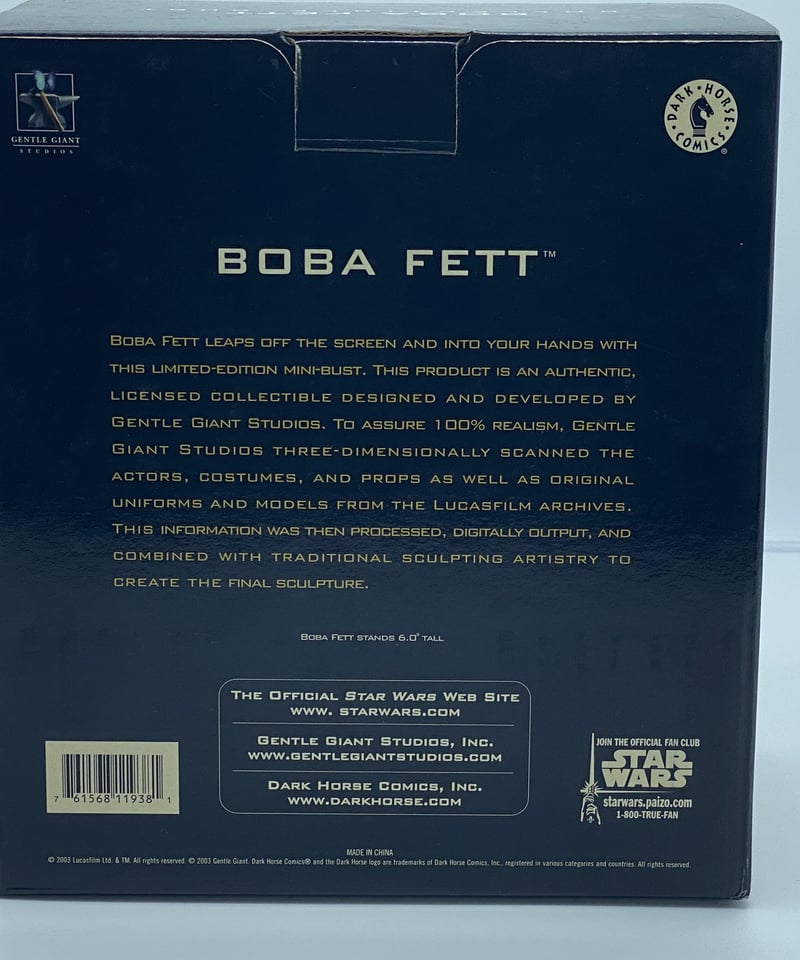 GENTLE GIANT
STUDIOS
DARK HORSE
COMICS
®
BOBA FETT™
BOBA FETT LEAPS OFF THE SCREEN AND INTO YOUR HANDS WITH
THIS LIMITED-EDITION MINI-BUST. THIS PRODUCT IS AN AUTHENTIC,
LICENSED COLLECTIBLE DESIGNED AND DEVELOPED BY
GENTLE GIANT STUDIOS. TO ASSURE 100% REALISM, GENTLE
GIANT STUDIOS THREE-DIMENSIONALLY SCANNED THE
ACTORS, COSTUMES, AND PROPS AS WELL AS ORIGINAL
UNIFORMS AND MODELS FROM THE LUCASFILM ARCHIVES.
THIS INFORMATION WAS THEN PROCESSED, DIGITALLY OUTPUT, AND
COMBINED WITH TRADITIONAL SCULPTING ARTISTRY TO
CREATE THE FINAL SCULPTURE.
BOBA FETT STANDS 6.0" TALL
THE OFFICIAL STAR WARS WEB SITE
WWW. STARWARS.COM
GENTLE GIANT STUDIOS, INC.
WWW.GENTLEGIANTSTUDIOS.COM
DARK HORSE COMICS, INC.
WWW.DARKHORSE.COM
7 61568 11938 1
JOIN THE OFFICIAL FAN CLUB
STAR
WARS
starwars.paizo.com
1-800-TRUE-FAN
MADE IN CHINA
© 2003 Lucasfilm Ltd. & TM. All rights reserved. © 2003 Gentle Giant. Dark Horse Comics® and the Dark Horse logo are trademarks of Dark Horse Comics, Inc., registered in various categories and countries. All rights reserved.